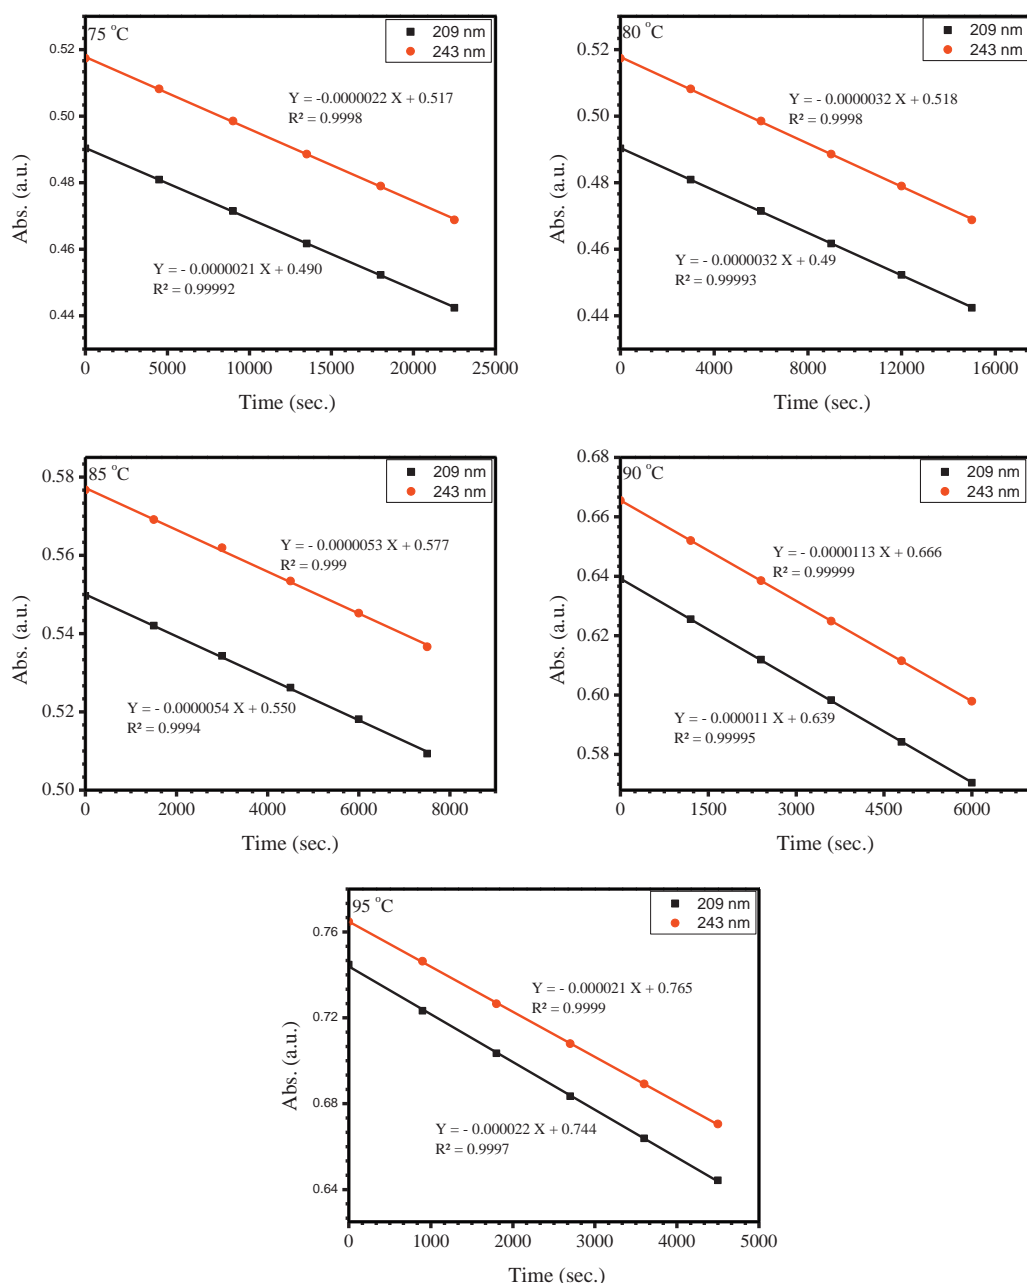 75 °C
209 nm
243 nm
0.52
0.50
0.48
0.46
0.44
Abs. (a.u.)
Y = -0.0000022 X + 0.517
R² = 0.9998
Y = - 0.0000021 X + 0.490
R² = 0.99992
0 5000 10000 15000 20000 25000
Time (sec.)
80 °C
209 nm
243 nm
0.52
0.50
0.48
0.46
0.44
Abs. (a.u.)
Y = - 0.0000032 X + 0.518
R² = 0.9998
Y = - 0.0000032 X + 0.49
R² = 0.99993
0 4000 8000 12000 16000
Time (sec.)
85 °C
209 nm
243 nm
0.58
0.56
0.54
0.52
0.50
Abs. (a.u.)
Y = - 0.0000053 X + 0.577
R² = 0.999
Y = - 0.0000054 X + 0.550
R² = 0.9994
0 2000 4000 6000 8000
Time (sec.)
90 °C
209 nm
243 nm
0.68
0.66
0.64
0.62
0.60
0.58
Abs. (a.u.)
Y = - 0.0000113 X + 0.666
R² = 0.99999
Y = - 0.000011 X + 0.639
R² = 0.99995
0 1500 3000 4500 6000
Time (sec.)
95 °C
209 nm
243 nm
0.76
0.72
0.68
0.64
Abs. (a.u.)
Y = - 0.000021 X + 0.765
R² = 0.9999
Y = - 0.000022 X + 0.744
R² = 0.9997
0 1000 2000 3000 4000 5000
Time (sec.)